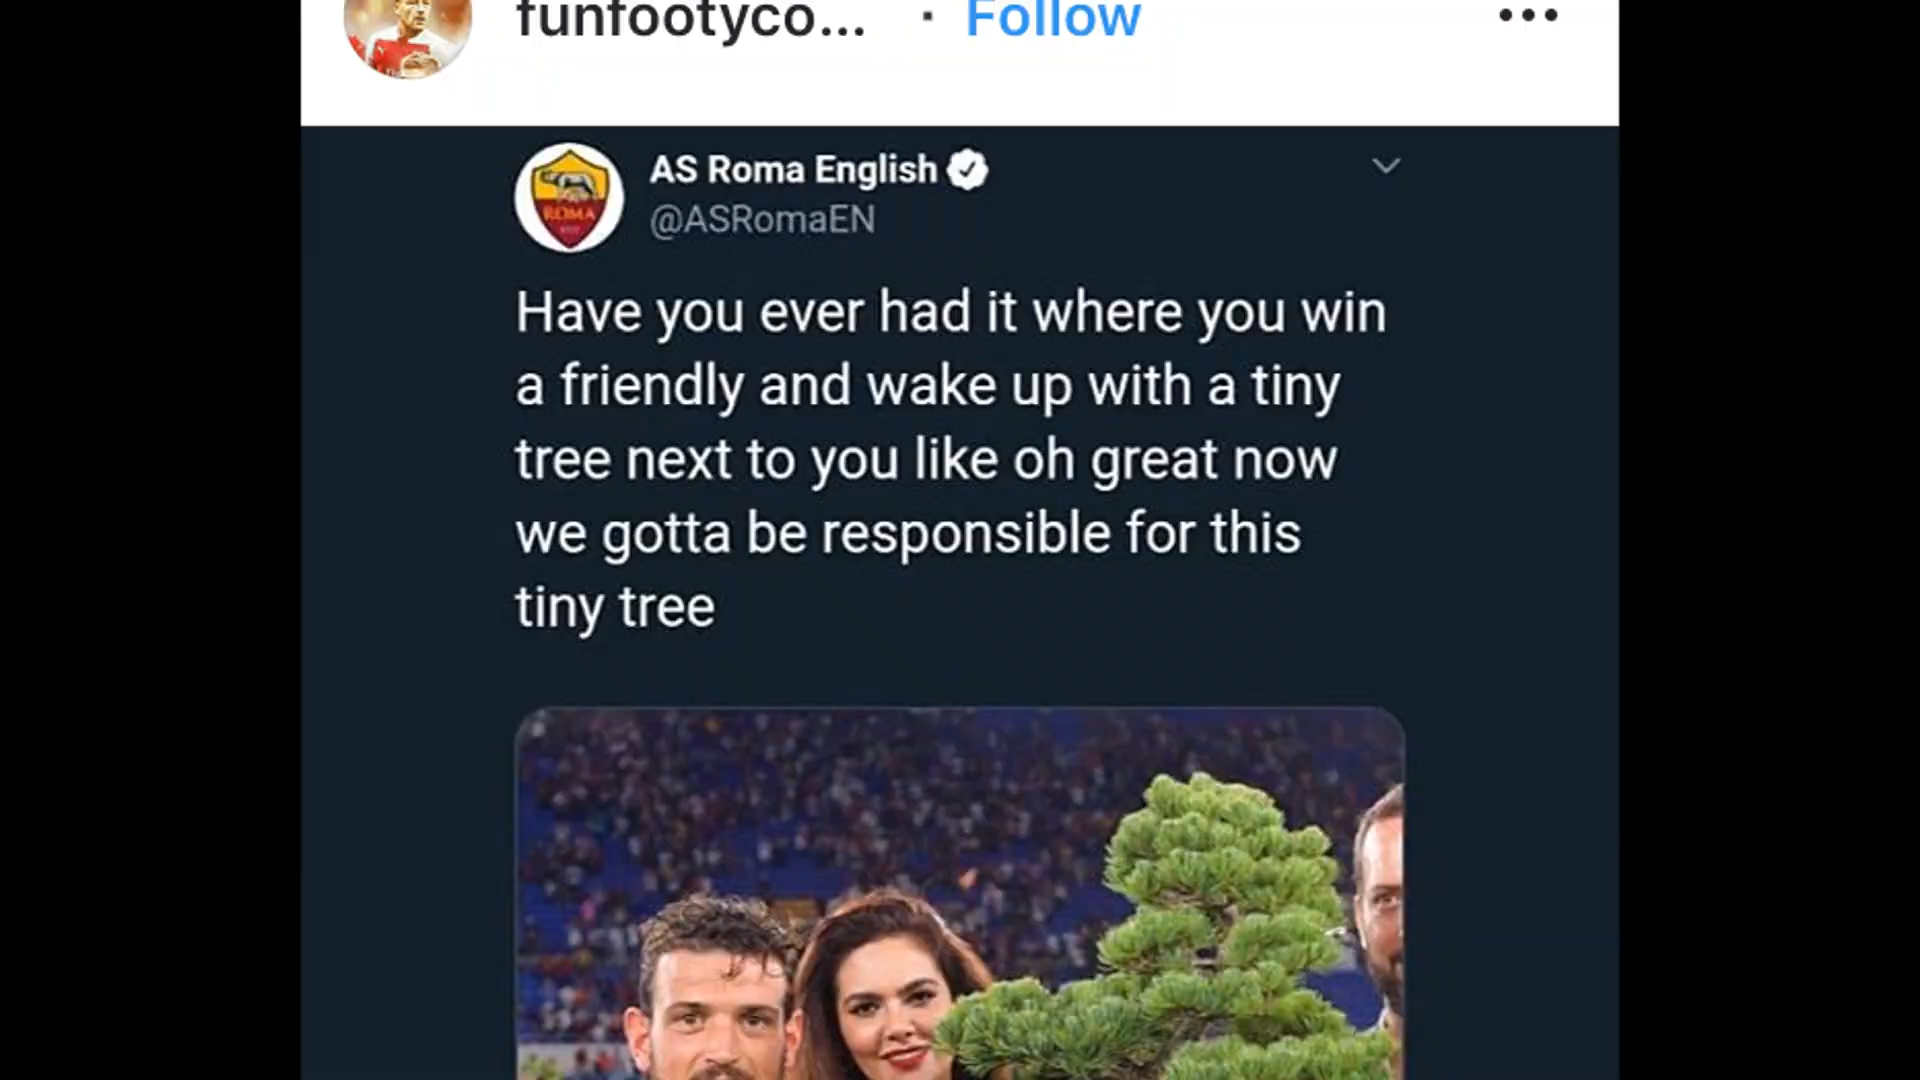 funfootyco... · Follow
AS Roma English
@ASRomaEN
ROMA
Have you ever had it where you win
a friendly and wake up with a tiny
tree next to you like oh great now
we gotta be responsible for this
tiny tree